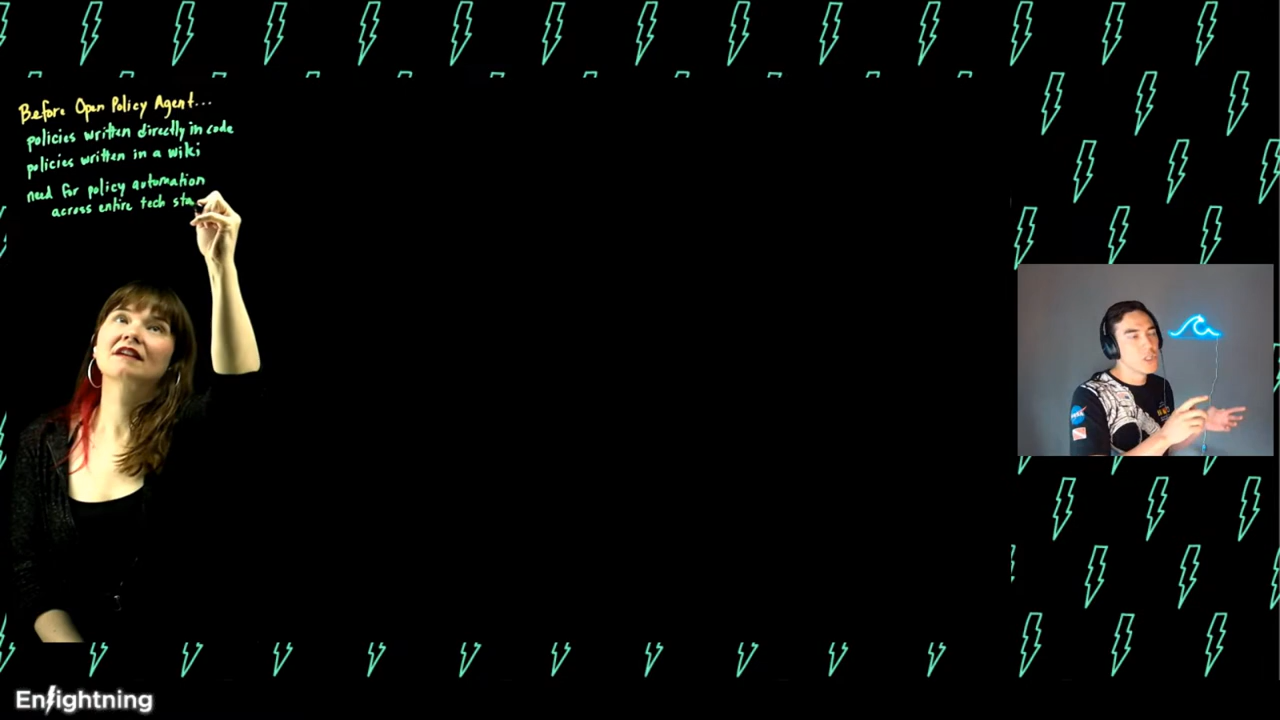 Before Open Policy Agent...
policies written directly in code
policies written in a wiki
need for policy automation
across entire tech sta
Enlightning